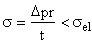 σ = Δpr / t < σel